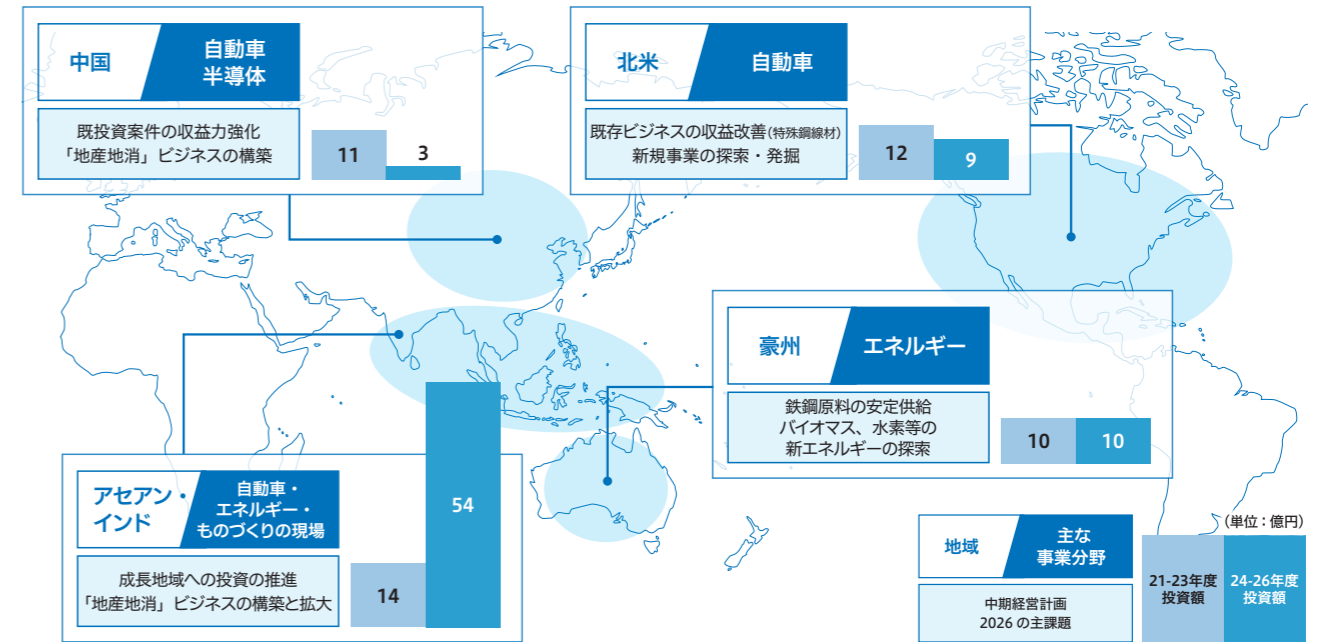 中国
自動車
半導体
既投資案件の収益力強化
「地産地消」ビジネスの構築
11
3
北米
自動車
既存ビジネスの収益改善(特殊鋼線材)
新規事業の探索・発掘
12
9
豪州
エネルギー
鉄鋼原料の安定供給
バイオマス、水素等の
新エネルギーの探索
10
10
アセアン・
インド
自動車・
エネルギー・
ものづくりの現場
成長地域への投資の推進
「地産地消」ビジネスの構築と拡大
14
54
地域
主な
事業分野
中期経営計画
2026 の主課題
(単位：億円)
21-23年度
投資額
24-26年度
投資額